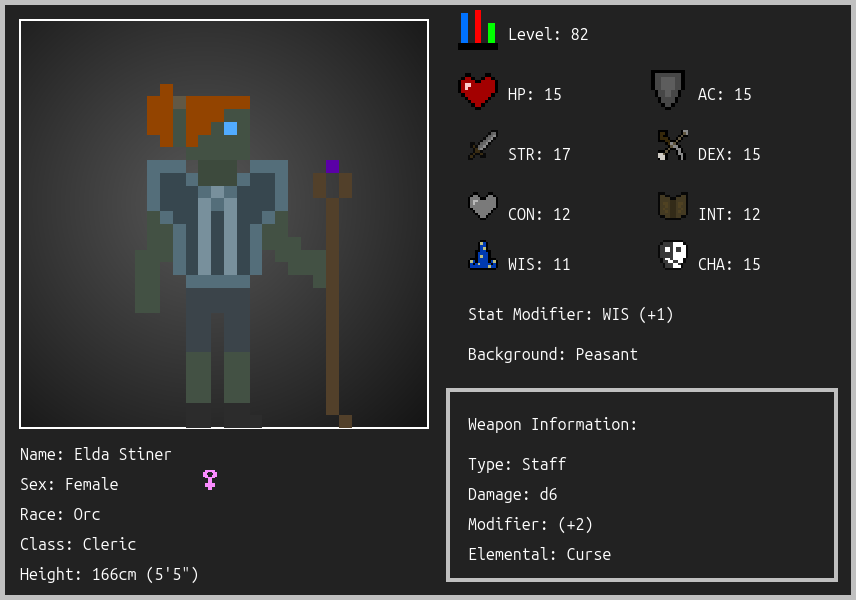 Level: 82
HP: 15
AC: 15
STR: 17
DEX: 15
CON: 12
INT: 12
WIS: 11
CHA: 15
Stat Modifier: WIS (+1)
Background: Peasant
Weapon Information:
Type: Staff
Damage: d6
Modifier: (+2)
Elemental: Curse
Name: Elda Stiner
Sex: Female
Race: Orc
Class: Cleric
Height: 166cm (5'5")